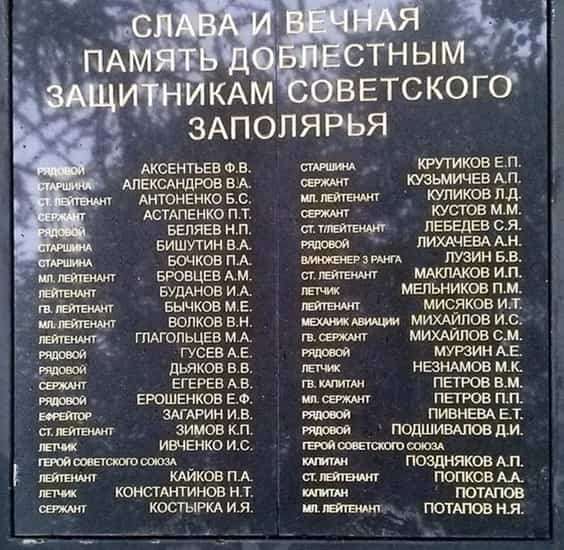 СЛАВА И ВЕЧНАЯ
ПАМЯТЬ ДОБЛЕСТНЫМ
ЗАЩИТНИКАМ СОВЕТСКОГО
ЗАПОЛЯРЬЯ
РЯДОВОЙ АКСЕНТЬЕВ Ф.В.
СТАРШИНА АЛЕКСАНДРОВ В.А.
СТ. ЛЕЙТЕНАНТ АНТОНЕНКО Б.С.
СЕРЖАНТ АСТАПЕНКО П.Т.
РЯДОВОЙ БЕЛЯЕВ Н.П.
СТАРШИНА БИШУТИН В.А.
СТАРШИНА БОЧКОВ П.А.
МЛ. ЛЕЙТЕНАНТ БРОВЦЕВ А.М.
ЛЕЙТЕНАНТ БУДАНОВ И.А.
ГВ. ЛЕЙТЕНАНТ БЫЧКОВ М.Е.
МЛ. ЛЕЙТЕНАНТ ВОЛКОВ В.Н.
ЛЕЙТЕНАНТ ГЛАГОЛЬЦЕВ М.А.
РЯДОВОЙ ГУСЕВ А.Е.
РЯДОВОЙ ДЬЯКОВ В.В.
СЕРЖАНТ ЕГЕРЕВ А.В.
РЯДОВОЙ ЕРОШЕНКОВ Е.Ф.
ЕФРЕЙТОР ЗАГАРИН И.В.
СТ. ЛЕЙТЕНАНТ ЗИМОВ К.П.
ЛЕТЧИК ИВЧЕНКО И.С.
ГЕРОЙ СОВЕТСКОГО СОЮЗА
ЛЕЙТЕНАНТ КАЙКОВ П.А.
ЛЕТЧИК КОНСТАНТИНОВ Н.Т.
СЕРЖАНТ КОСТЫРКА И.Я.
СТАРШИНА КРУТИКОВ Е.П.
СЕРЖАНТ КУЗЬМИЧЕВ А.П.
МЛ. ЛЕЙТЕНАНТ КУЛИКОВ Л.Д.
СЕРЖАНТ КУСТОВ М.М.
СТ. Т/ЛЕЙТЕНАНТ ЛЕБЕДЕВ С.Я.
РЯДОВОЙ ЛИХАЧЕВА А.Н.
В/ИНЖЕНЕР 3 РАНГА ЛУЗИН Б.В.
СТ. ЛЕЙТЕНАНТ МАКЛАКОВ И.П.
ЛЕТЧИК МЕЛЬНИКОВ П.М.
ЛЕЙТЕНАНТ МИСЯКОВ И.Т.
МЕХАНИК АВИАЦИИ МИХАЙЛОВ И.С.
ГВ. СЕРЖАНТ МИХАЙЛОВ С.М.
РЯДОВОЙ МУРЗИН А.Е.
ЛЕТЧИК НЕЗНАМОВ М.К.
ГВ. КАПИТАН ПЕТРОВ В.М.
МЛ. СЕРЖАНТ ПЕТРОВ П.П.
РЯДОВОЙ ПИВНЕВА Е.Т.
РЯДОВОЙ ПОДШИВАЛОВ Д.И.
ГЕРОЙ СОВЕТСКОГО СОЮЗА
КАПИТАН ПОЗДНЯКОВ А.П.
СТ. ЛЕЙТЕНАНТ ПОПКОВ А.А.
КАПИТАН ПОТАПОВ
МЛ. ЛЕЙТЕНАНТ ПОТАПОВ Н.Я.